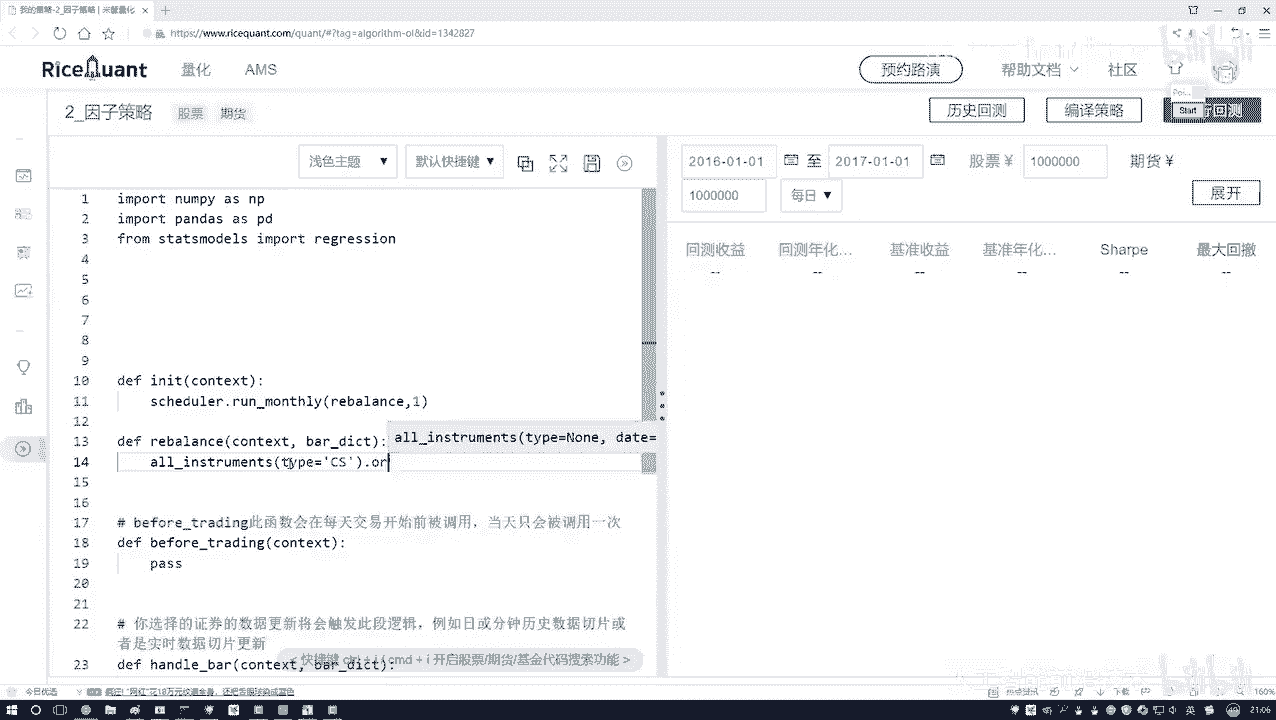 我的策略-2_因子策略 | 米筐量化
https://www.ricequant.com/quant/#?tag=algorithm-ol&id=1342827
RiceQuant 量化 AMS 预约路演 帮助文档 社区
2_因子策略 股票 期货 历史回测 编译策略
Start
浅色主题 ▼ 默认快捷键 ▼
2016-01-01 至 2017-01-01 股票 ¥ 1000000 期货 ¥
1000000 每日 ▼ 展开
回测收益 回测年化... 基准收益 基准年化... Sharpe 最大回撤
-- -- -- -- -- --
1 import numpy as np
2 import pandas as pd
3 from statsmodels import regression
4
5
6
7
8
9
10 def init(context):
11 scheduler.run_monthly(rebalance,1)
12
13 def rebalance(context, bar_dict):
all_instruments(type=None, date=
14 all_instruments(type='CS').or
15
16
17 # before_trading此函数会在每天交易开始前被调用，当天只会被调用一次
18 def before_trading(context):
19 pass
20
21
22 # 你选择的证券的数据更新将会触发此段逻辑，例如日或分钟历史数据切片或
者是实时数据切片更新
23 def handle_bar(context, bar_dict):
快捷键 ctrl + i / cmd + i 开启股票/期货/基金代码搜索功能 >
今日优选
下载
160%
21:06
bilibili